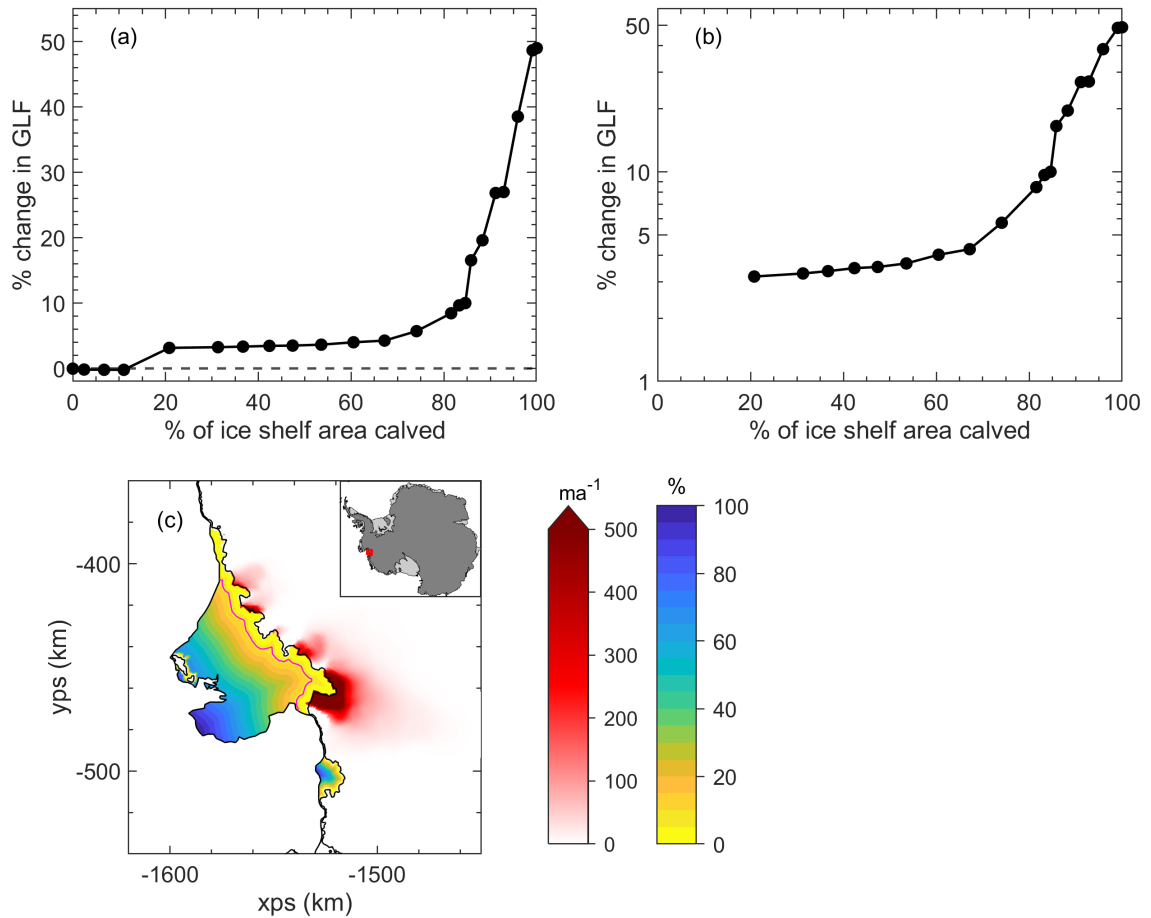 (a)
% change in GLF
50
40
30
20
10
0
0 20 40 60 80 100
% of ice shelf area calved
(b)
% change in GLF
50
10
5
1
0 20 40 60 80 100
% of ice shelf area calved
(c)
yps (km)
-400
-500
-1600 -1500
xps (km)
ma⁻¹
500
400
300
200
100
0
%
100
80
60
40
20
0